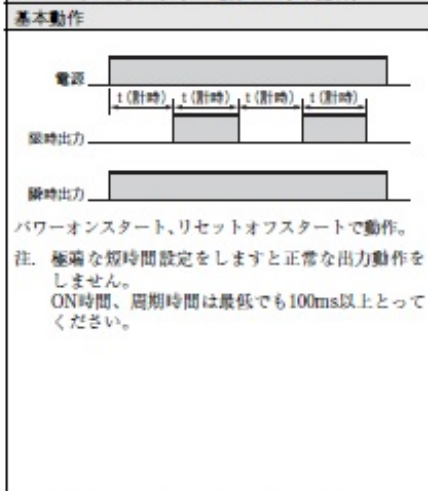 基本動作
電源
t(計時) t(計時) t(計時) t(計時)
限時出力
瞬時出力
パワーオンスタート、リセットオフスタートで動作。
注. 極端な短時間設定をしますと正常な出力動作を
しません。
ON時間、周期時間は最低でも100ms以上とって
ください。